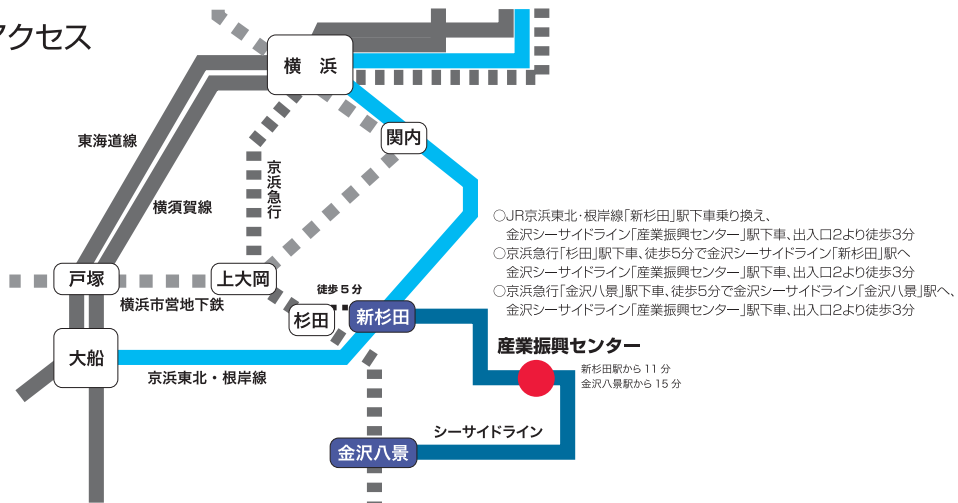 アクセス
横 浜
関内
東海道線
京浜急行
横須賀線
○JR京浜東北・根岸線「新杉田」駅下車乗り換え、
金沢シーサイドライン「産業振興センター」駅下車、出入口2より徒歩3分
○京浜急行「杉田」駅下車、徒歩5分で金沢シーサイドライン「新杉田」駅へ
金沢シーサイドライン「産業振興センター」駅下車、出入口2より徒歩3分
○京浜急行「金沢八景」駅下車、徒歩5分で金沢シーサイドライン「金沢八景」駅へ、
金沢シーサイドライン「産業振興センター」駅下車、出入口2より徒歩3分
戸塚
上大岡
横浜市営地下鉄
徒歩5分
杉田
新杉田
産業振興センター
大船
新杉田駅から11分
金沢八景駅から15分
京浜東北・根岸線
シーサイドライン
金沢八景